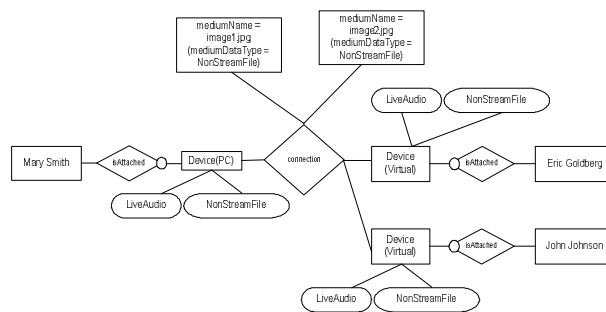 mediumName =
image1.jpg
(mediumDataType =
NonStreamFile)
mediumName =
image2.jpg
(mediumDataType =
NonStreamFile)
LiveAudio
NonStreamFile
Mary Smith
isAttached
Device(PC)
connection
Device
(Virtual)
isAttached
Eric Goldberg
LiveAudio
NonStreamFile
Device
(Virtual)
isAttached
John Johnson
LiveAudio
NonStreamFile